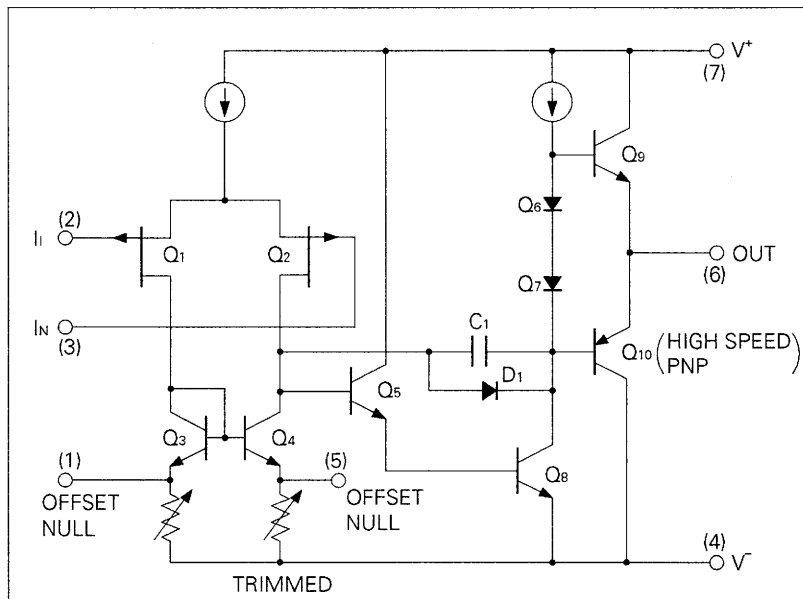 V⁺
(7)
Q₉
(2)
I₁
Q₁
Q₂
Q₆
OUT
(6)
Q₇
Iɴ
(3)
C₁
Q₁₀ (HIGH SPEED) PNP
D₁
Q₅
Q₃
Q₄
(1)
(5)
Q₈
OFFSET NULL
OFFSET NULL
(4)
V⁻
TRIMMED